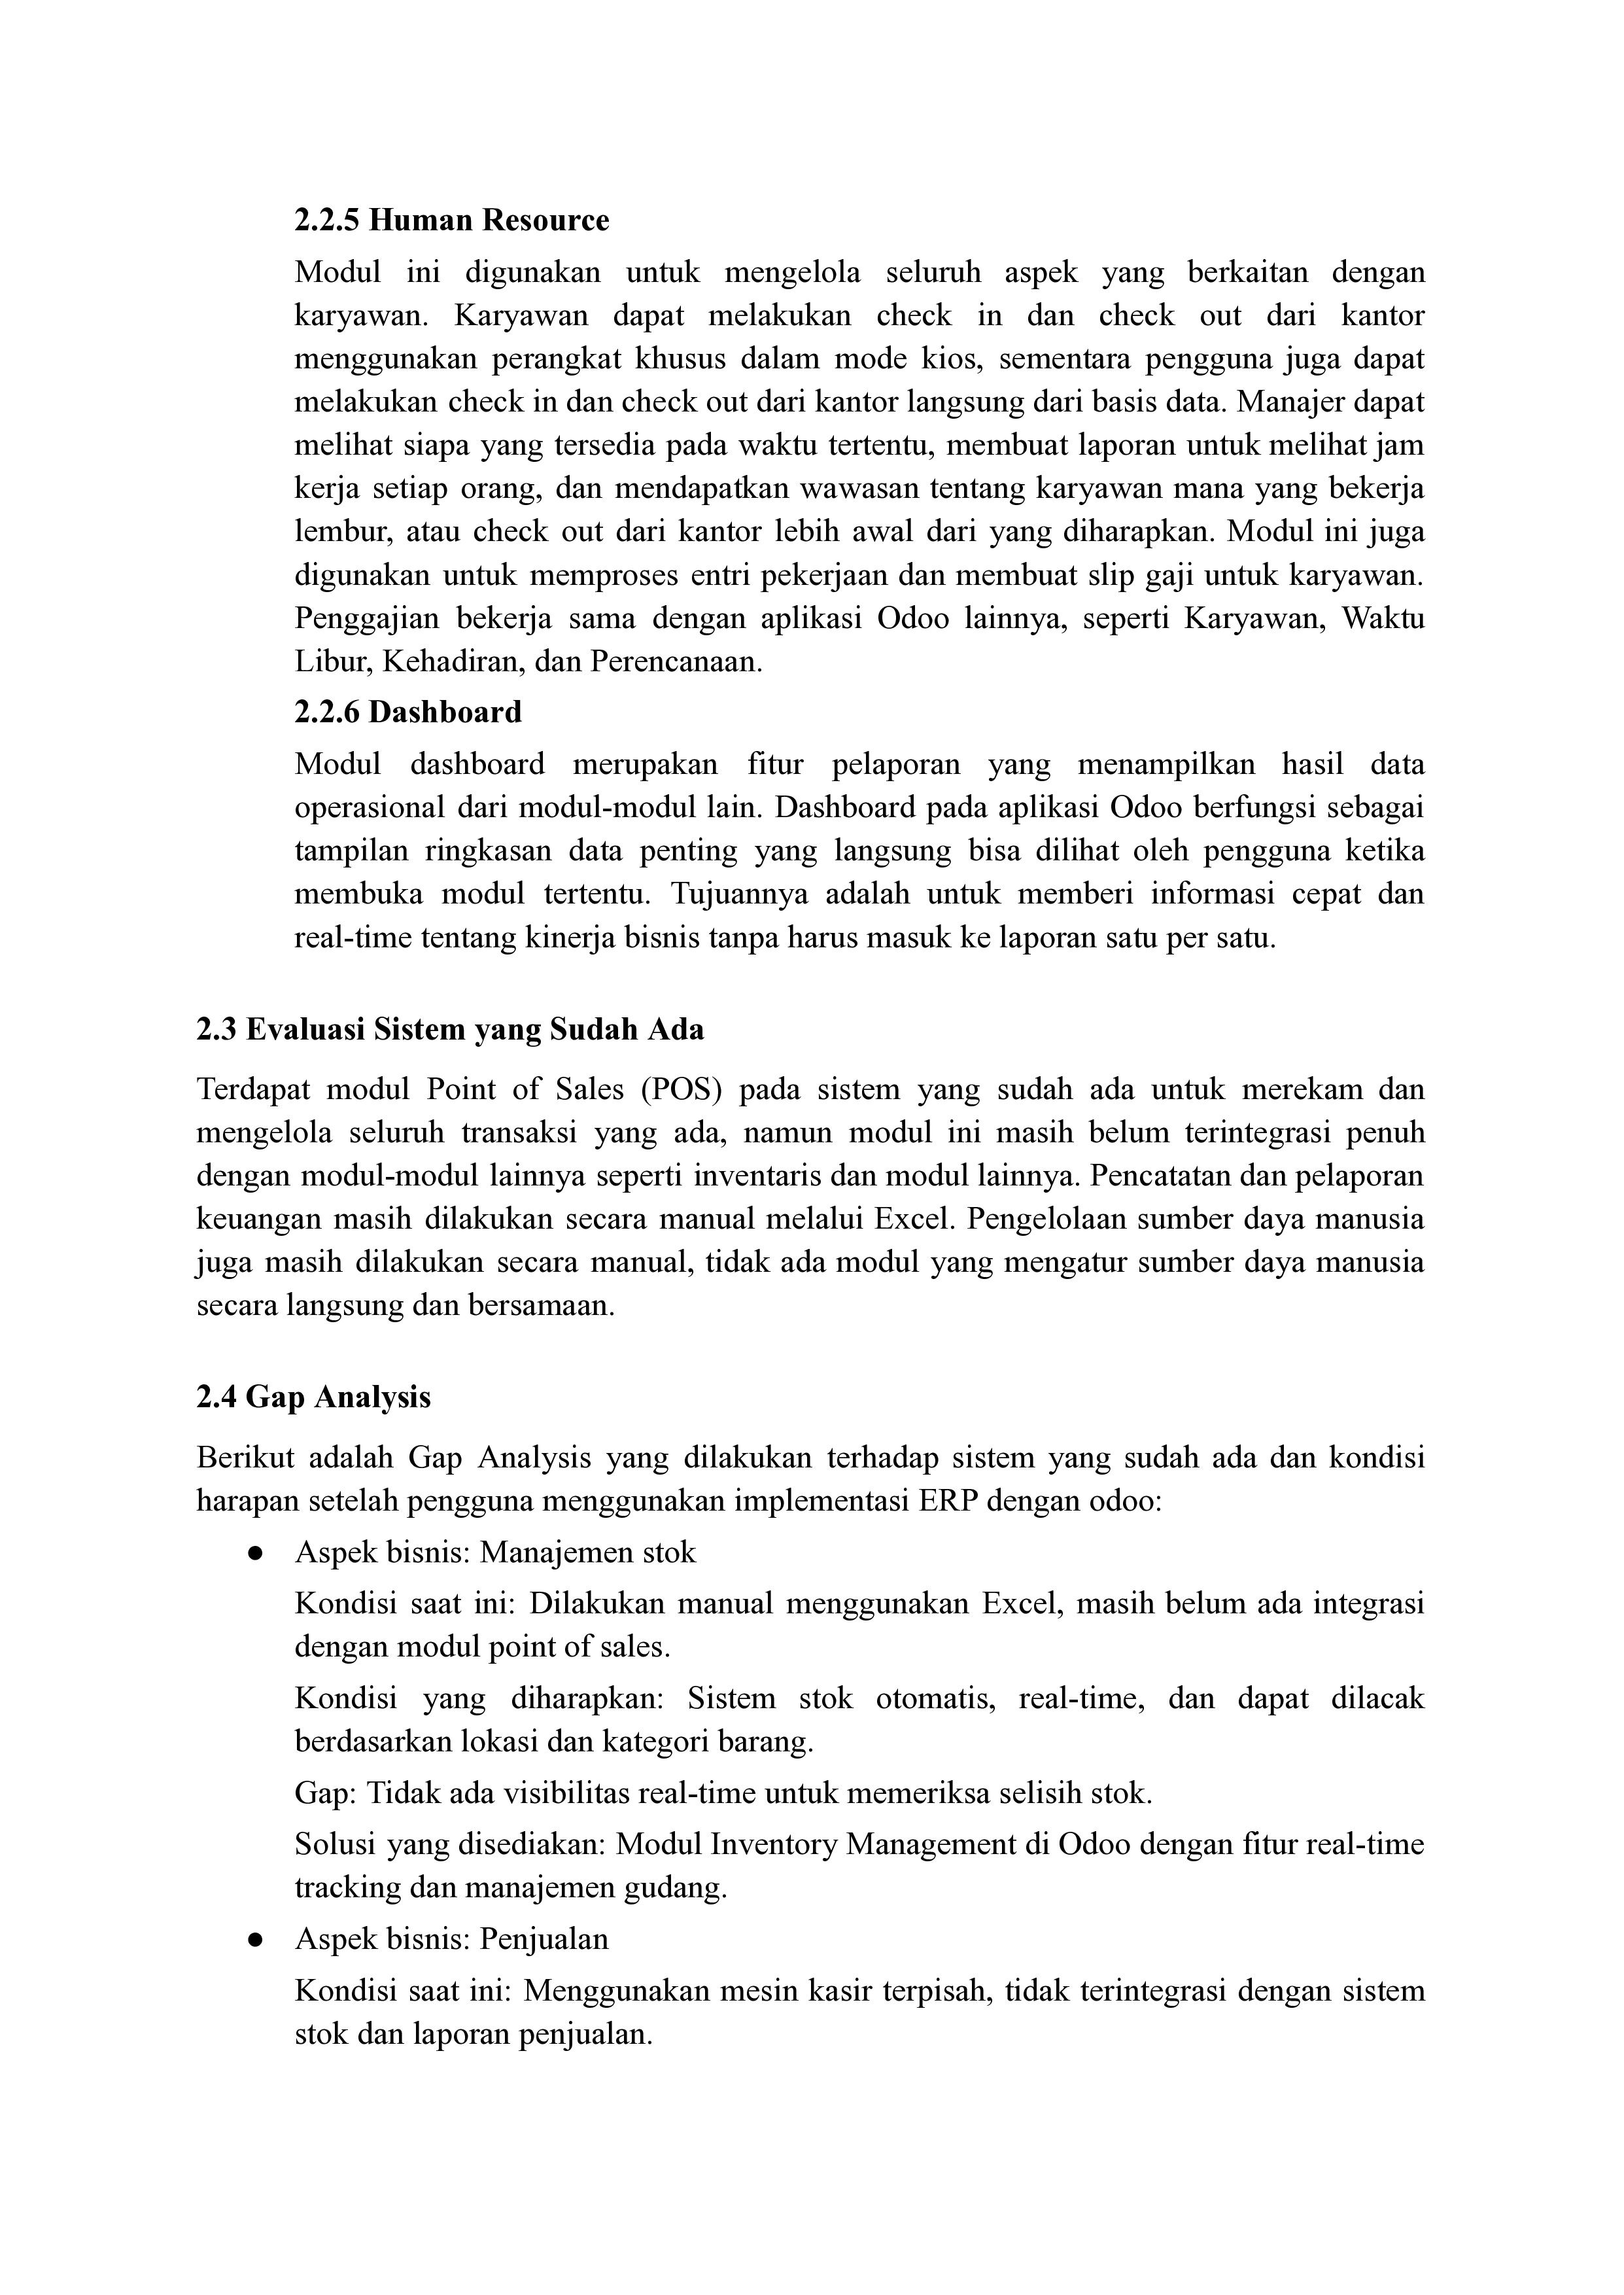 2.2.5 Human Resource
Modul ini digunakan untuk mengelola seluruh aspek yang berkaitan dengan
karyawan. Karyawan dapat melakukan check in dan check out dari kantor
menggunakan perangkat khusus dalam mode kios, sementara pengguna juga dapat
melakukan check in dan check out dari kantor langsung dari basis data. Manajer dapat
melihat siapa yang tersedia pada waktu tertentu, membuat laporan untuk melihat jam
kerja setiap orang, dan mendapatkan wawasan tentang karyawan mana yang bekerja
lembur, atau check out dari kantor lebih awal dari yang diharapkan. Modul ini juga
digunakan untuk memproses entri pekerjaan dan membuat slip gaji untuk karyawan.
Penggajian bekerja sama dengan aplikasi Odoo lainnya, seperti Karyawan, Waktu
Libur, Kehadiran, dan Perencanaan.
2.2.6 Dashboard
Modul dashboard merupakan fitur pelaporan yang menampilkan hasil data
operasional dari modul-modul lain. Dashboard pada aplikasi Odoo berfungsi sebagai
tampilan ringkasan data penting yang langsung bisa dilihat oleh pengguna ketika
membuka modul tertentu. Tujuannya adalah untuk memberi informasi cepat dan
real-time tentang kinerja bisnis tanpa harus masuk ke laporan satu per satu.
2.3 Evaluasi Sistem yang Sudah Ada
Terdapat modul Point of Sales (POS) pada sistem yang sudah ada untuk merekam dan
mengelola seluruh transaksi yang ada, namun modul ini masih belum terintegrasi penuh
dengan modul-modul lainnya seperti inventaris dan modul lainnya. Pencatatan dan pelaporan
keuangan masih dilakukan secara manual melalui Excel. Pengelolaan sumber daya manusia
juga masih dilakukan secara manual, tidak ada modul yang mengatur sumber daya manusia
secara langsung dan bersamaan.
2.4 Gap Analysis
Berikut adalah Gap Analysis yang dilakukan terhadap sistem yang sudah ada dan kondisi
harapan setelah pengguna menggunakan implementasi ERP dengan odoo:
● Aspek bisnis: Manajemen stok
Kondisi saat ini: Dilakukan manual menggunakan Excel, masih belum ada integrasi
dengan modul point of sales.
Kondisi yang diharapkan: Sistem stok otomatis, real-time, dan dapat dilacak
berdasarkan lokasi dan kategori barang.
Gap: Tidak ada visibilitas real-time untuk memeriksa selisih stok.
Solusi yang disediakan: Modul Inventory Management di Odoo dengan fitur real-time
tracking dan manajemen gudang.
● Aspek bisnis: Penjualan
Kondisi saat ini: Menggunakan mesin kasir terpisah, tidak terintegrasi dengan sistem
stok dan laporan penjualan.